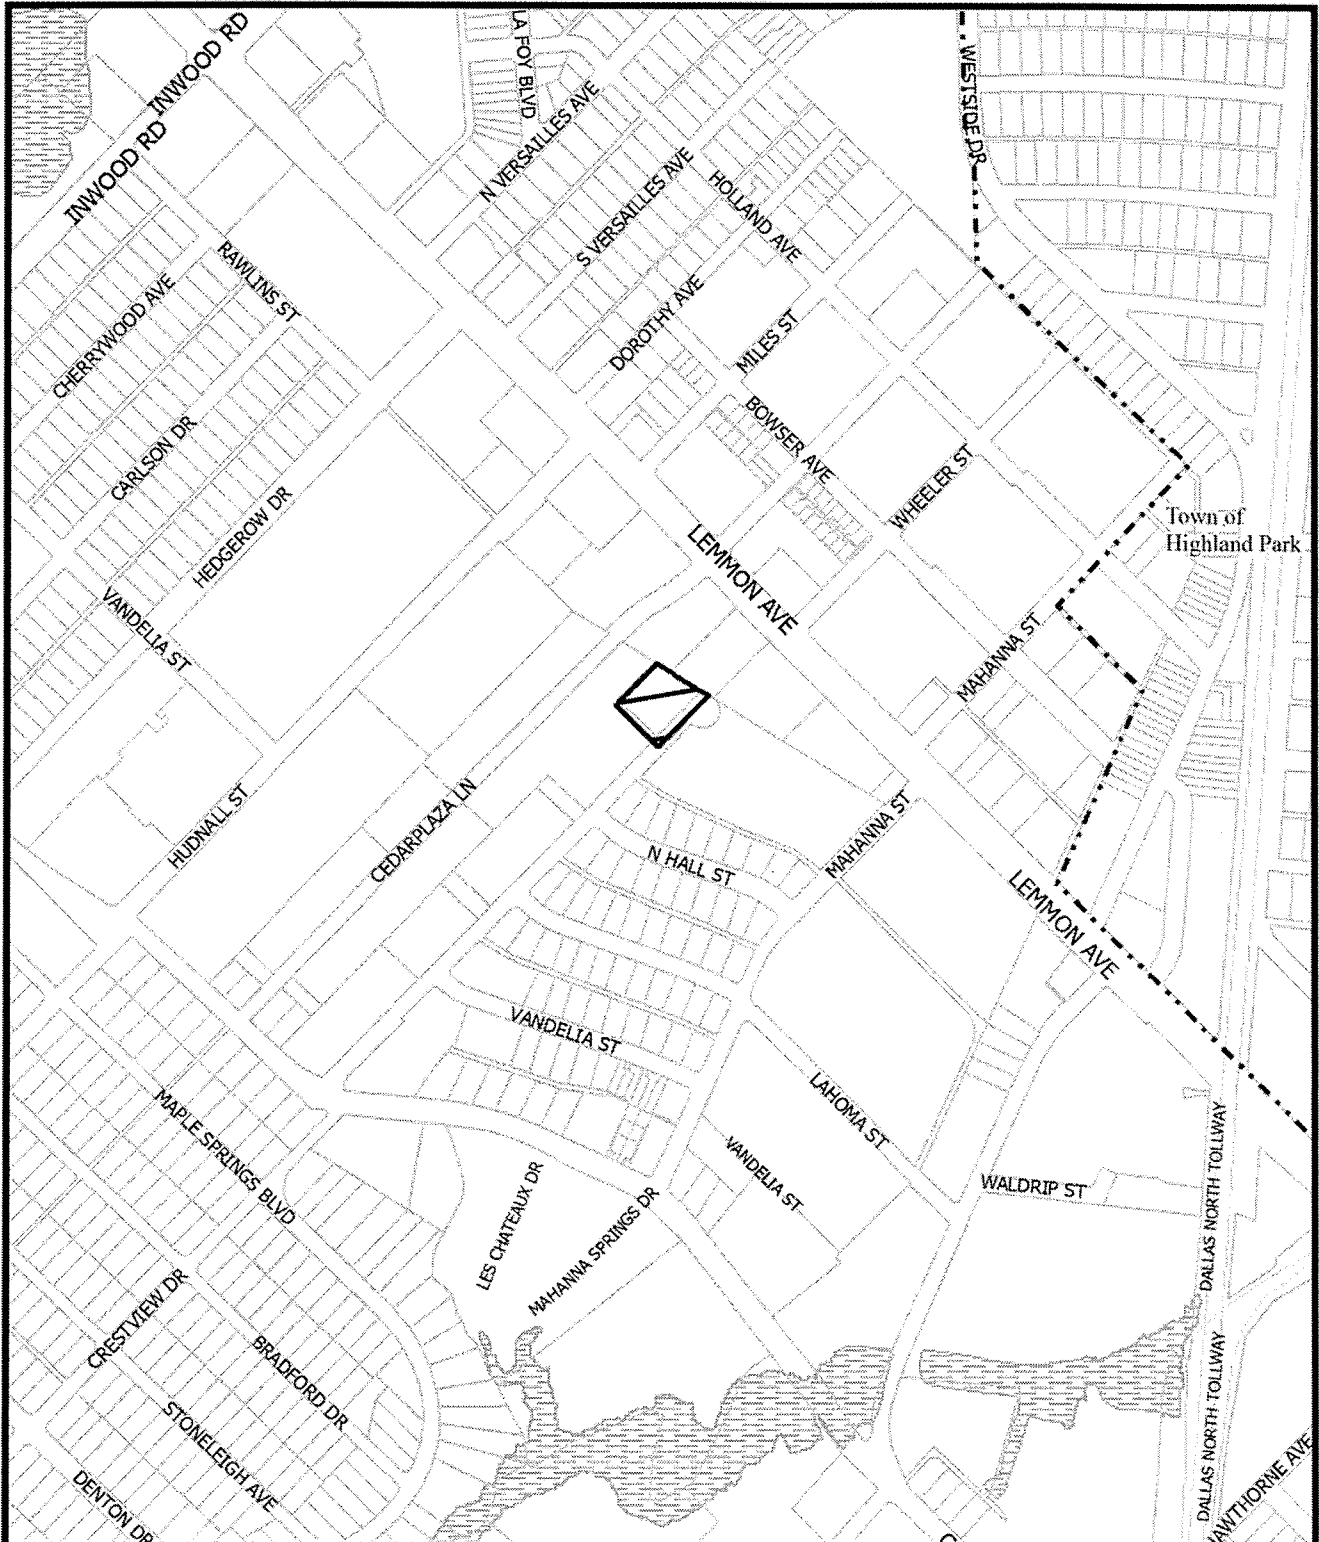 INWOOD RD
LA FOY BLVD
WESTSIDE DR
INWOOD RD
N VERSAILLES AVE
S VERSAILLES AVE
HOLLAND AVE
RAWLINS ST
CHERRYWOOD AVE
DOROTHY AVE
MILES ST
CARLSON DR
BOWSER AVE
WHEELER ST
HEDGEROW DR
Town of
Highland Park
LEMMON AVE
VANDELIA ST
MAHANNA ST
HUDNALL ST
CEDARPLAZA LN
MAHANNA ST
N HALL ST
LEMMON AVE
VANDELIA ST
MAPLE SPRINGS BLVD
LAHOMA ST
VANDELIA ST
DALLAS NORTH TOLLWAY
WALDRIP ST
LES CHATEAUX DR
MAHANNA SPRINGS DR
CRESTVIEW DR
BRADFORD DR
STONELEIGH AVE
DALLAS NORTH TOLLWAY
DENTON DR
AWTHORNE AVE